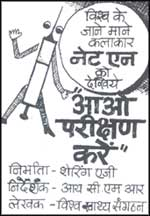 विश्व के
जाने माने
कलाकार
नेट एन
का
देखिये
"आओ
परीक्षण
करें"
निर्माता - शेरिंग एजी
निर्देशक - आय सी एम आर
लेखक - विश्व स्वास्थ्य संगठन